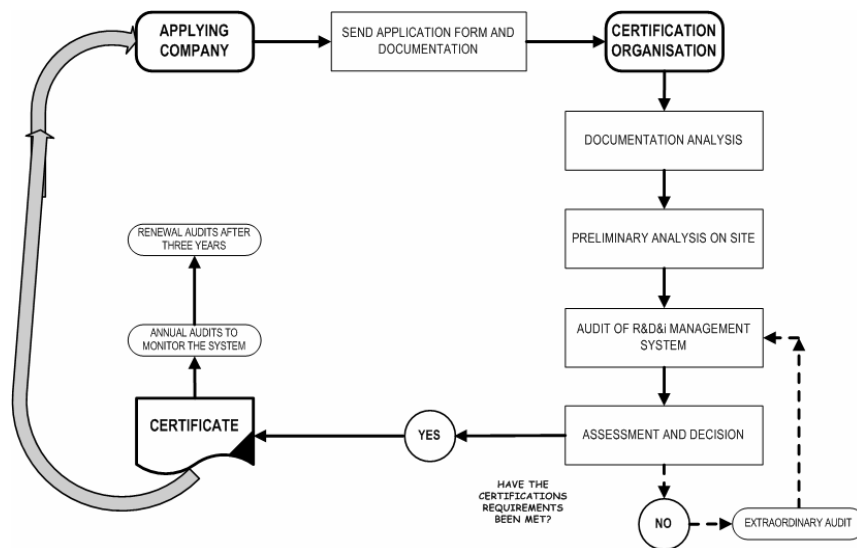 APPLYING
COMPANY
SEND APPLICATION FORM AND
DOCUMENTATION
CERTIFICATION
ORGANISATION
DOCUMENTATION ANALYSIS
PRELIMINARY ANALYSIS ON SITE
AUDIT OF R&D&i MANAGEMENT
SYSTEM
ASSESSMENT AND DECISION
HAVE THE
CERTIFICATIONS
REQUIREMENTS
BEEN MET?
NO
EXTRAORDINARY AUDIT
YES
CERTIFICATE
ANNUAL AUDITS TO
MONITOR THE SYSTEM
RENEWAL AUDITS AFTER
THREE YEARS